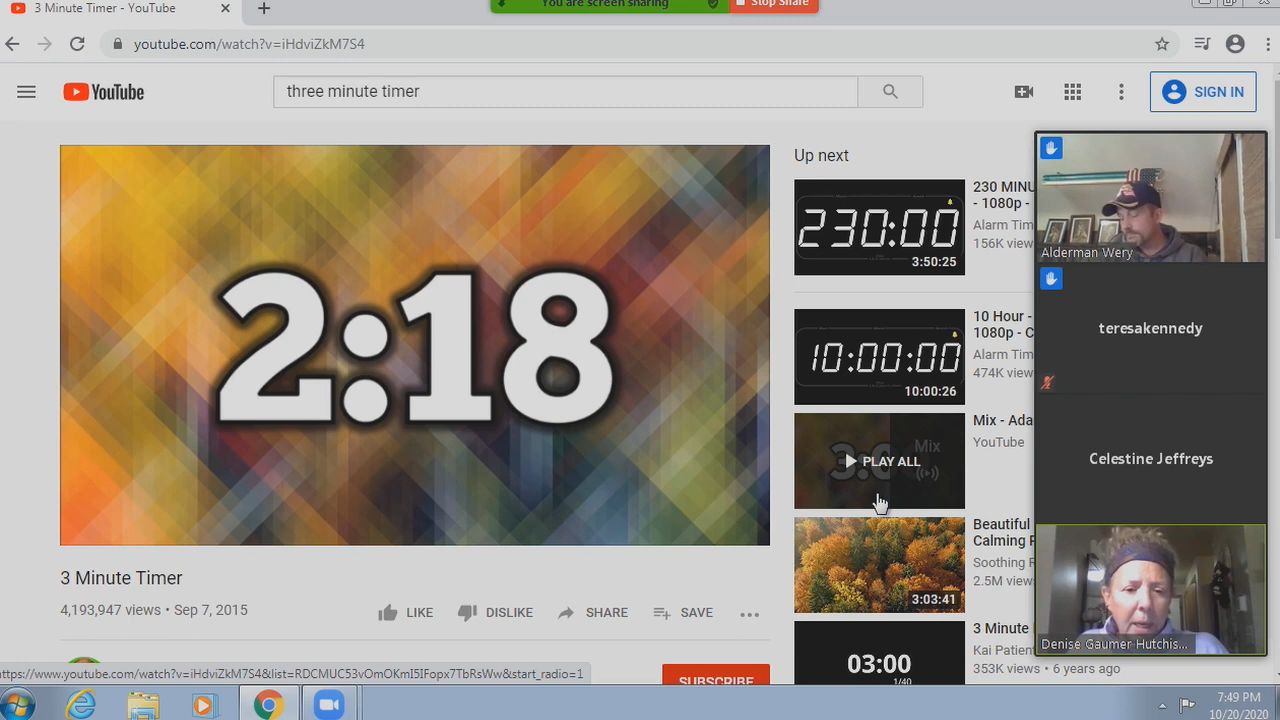 3 Minute Timer - YouTube
You are screen sharing
Stop Share
youtube.com/watch?v=iHdviZkM7S4
YouTube
three minute timer
SIGN IN
2:18
Up next
230 MINU
- 1080p -
Alarm Tim
156K view
230:00
3:50:25
10 Hour -
1080p - C
Alarm Tim
474K view
10:00:00
10:00:26
Mix - Ada
YouTube
Mix
PLAY ALL
Beautiful
Calming R
Soothing R
2.5M view
3:03:41
3 Minute
Kai Patient
353K views • 6 years ago
03:00
1/40
Alderman Wery
teresakennedy
Celestine Jeffreys
Denise Gaumer Hutchis...
3 Minute Timer
4,193,947 views • Sep 7, 2015
LIKE
DISLIKE
SHARE
SAVE
SUBSCRIBE
https://www.youtube.com/watch?v=iHdviZkM7S4&list=RDCMUC53vOmOKmI5IFopx7TbRsWw&start_radio=1
7:49 PM
10/20/2020